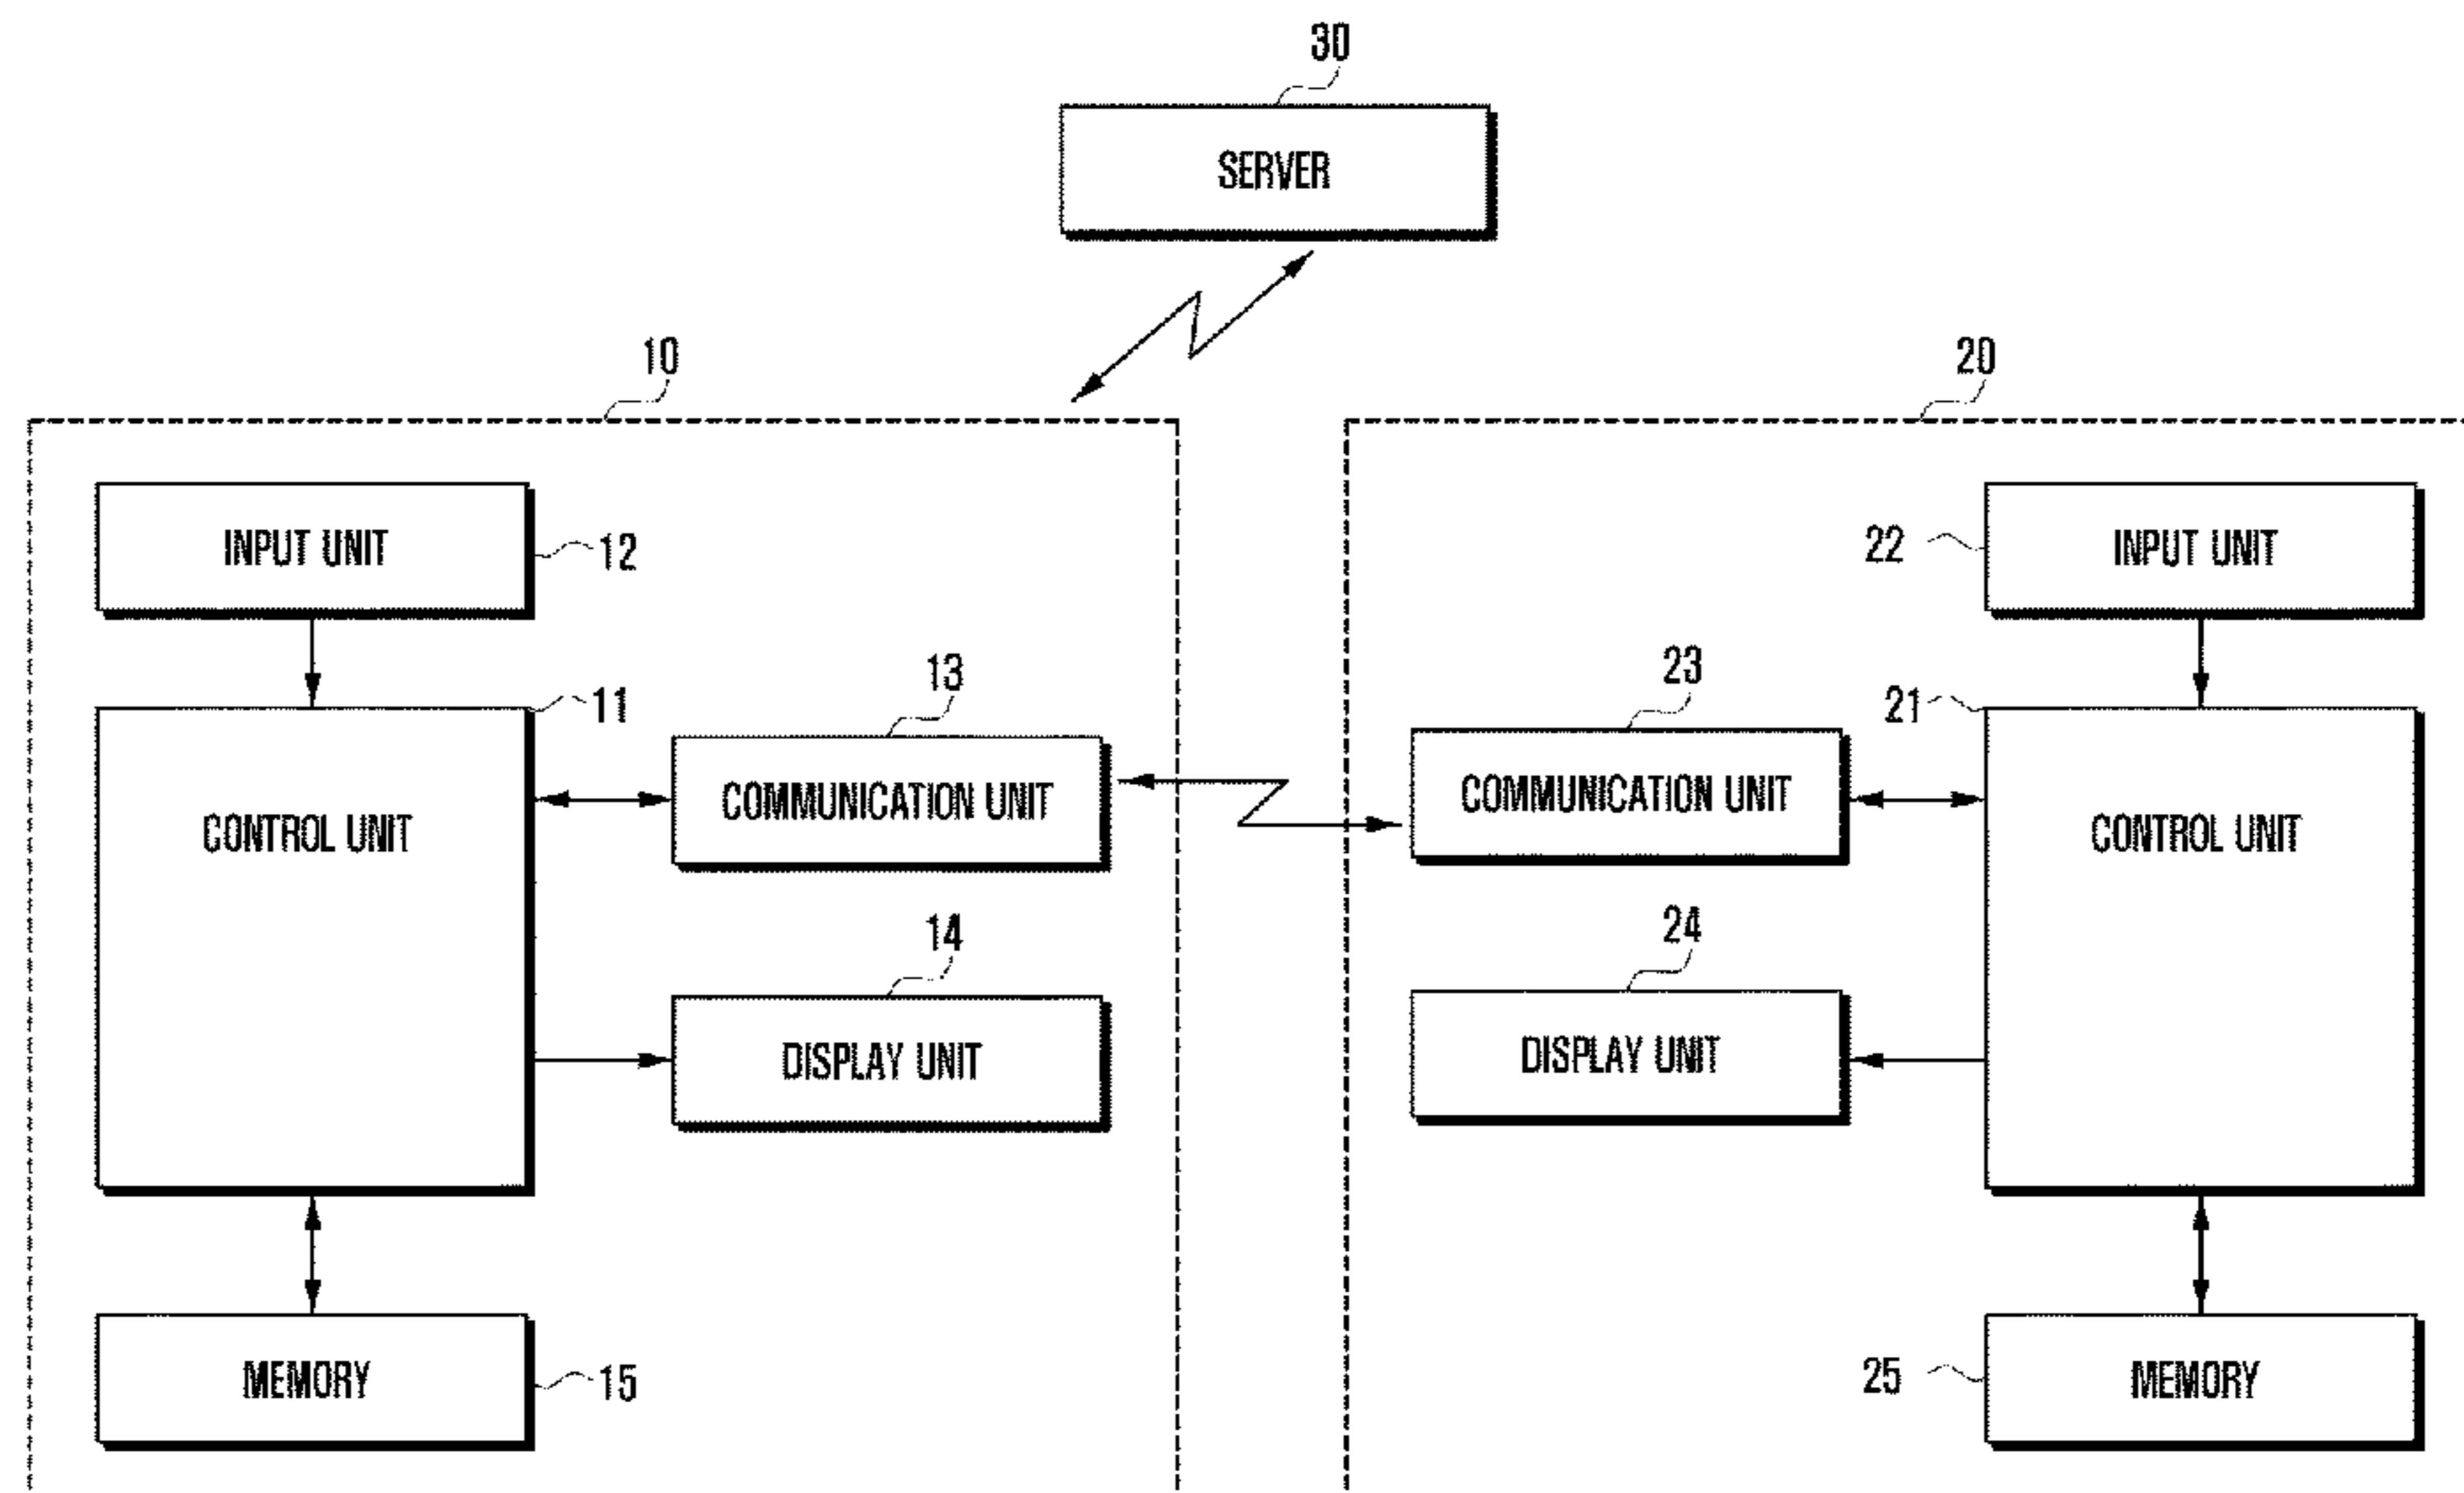 30
SERVER
10
20
INPUT UNIT
12
22
INPUT UNIT
13
23
11
21
COMMUNICATION UNIT
COMMUNICATION UNIT
CONTROL UNIT
CONTROL UNIT
14
24
DISPLAY UNIT
DISPLAY UNIT
MEMORY
15
25
MEMORY